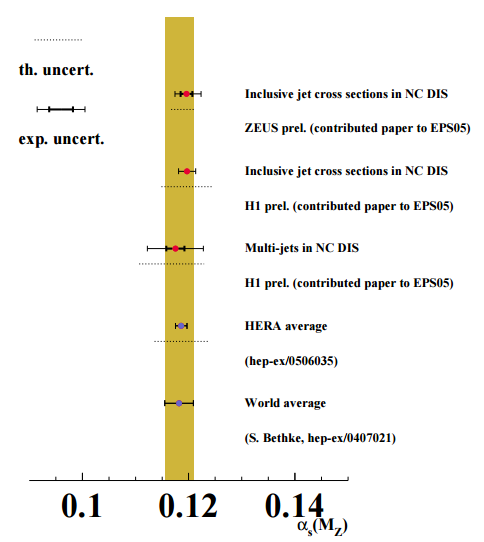 th. uncert.
exp. uncert.
Inclusive jet cross sections in NC DIS
ZEUS prel. (contributed paper to EPS05)
Inclusive jet cross sections in NC DIS
H1 prel. (contributed paper to EPS05)
Multi-jets in NC DIS
H1 prel. (contributed paper to EPS05)
HERA average
(hep-ex/0506035)
World average
(S. Bethke, hep-ex/0407021)
0.1 0.12 0.14
αs(MZ)